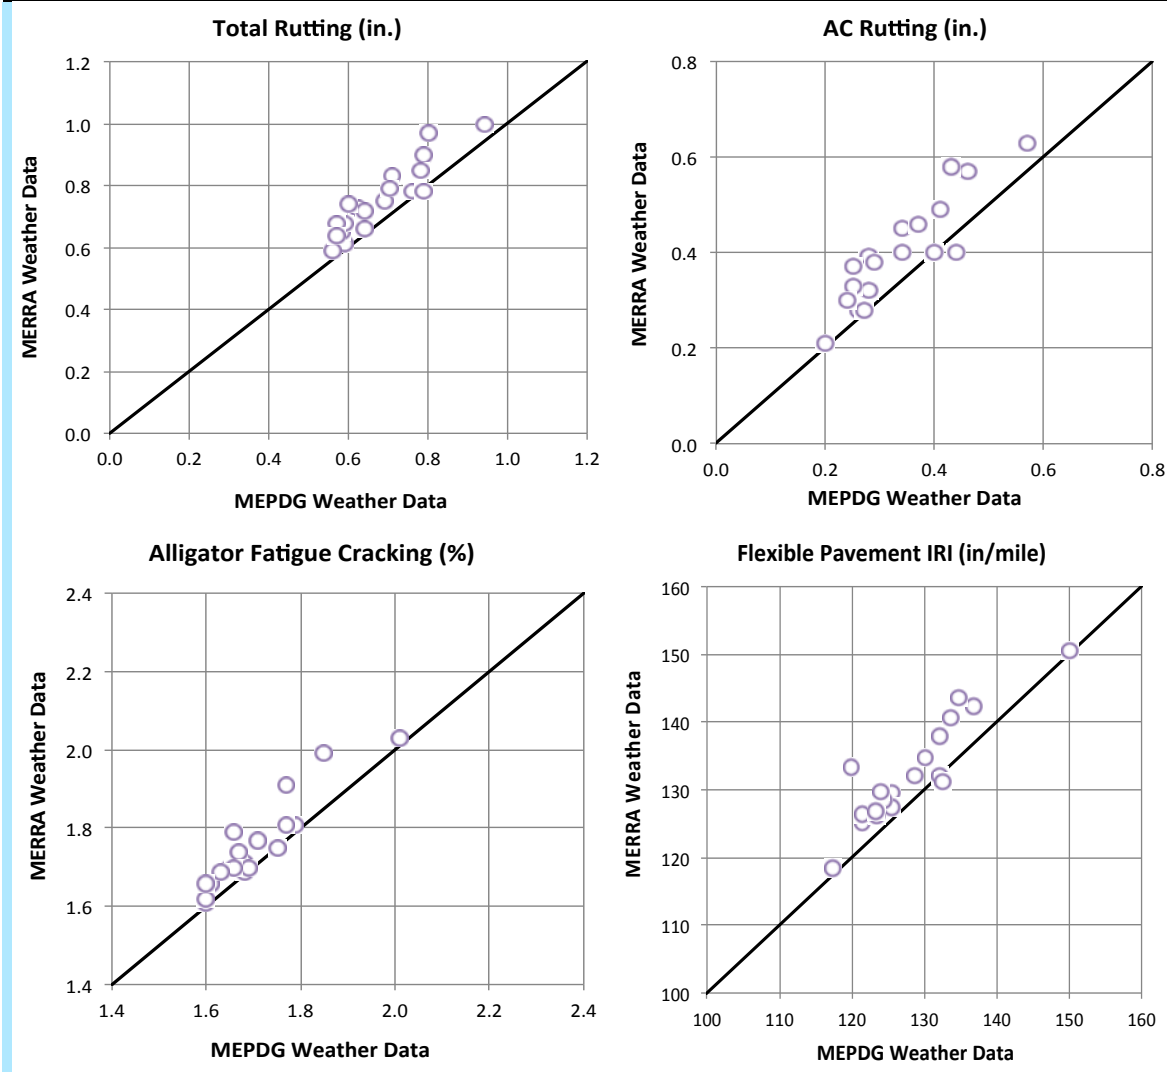 Total Rutting (in.)
MERRA Weather Data
1.2
1.0
0.8
0.6
0.4
0.2
0.0
0.0 0.2 0.4 0.6 0.8 1.0 1.2
MEPDG Weather Data
AC Rutting (in.)
MERRA Weather Data
0.8
0.6
0.4
0.2
0.0
0.0 0.2 0.4 0.6 0.8
MEPDG Weather Data
Alligator Fatigue Cracking (%)
MERRA Weather Data
2.4
2.2
2.0
1.8
1.6
1.4
1.4 1.6 1.8 2.0 2.2 2.4
MEPDG Weather Data
Flexible Pavement IRI (in/mile)
MERRA Weather Data
160
150
140
130
120
110
100
100 110 120 130 140 150 160
MEPDG Weather Data